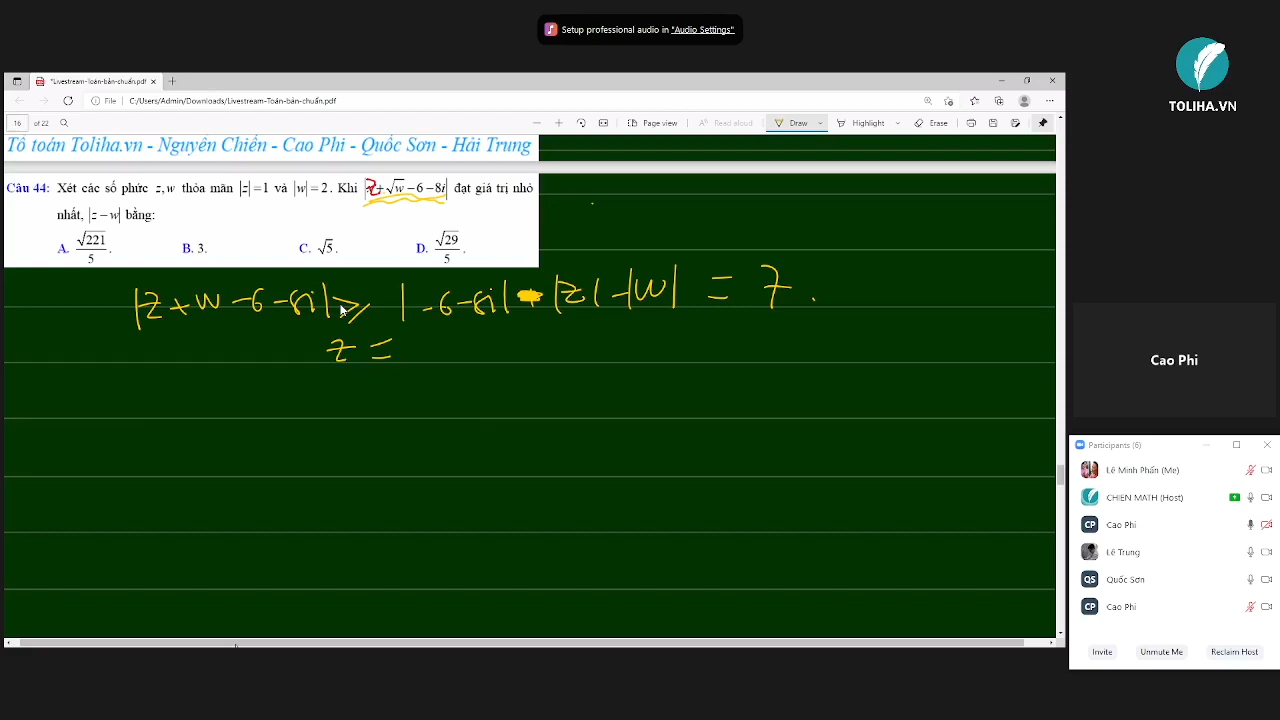 Setup professional audio in "Audio Settings"
TOLIHA.VN
*Livestream-Toán-bản-chuẩn.pdf
File C:/Users/Admin/Downloads/Livestream-Toán-bản-chuẩn.pdf
16 of 22 Page view Read aloud Draw Highlight Erase
Tổ toán Toliha.vn - Nguyên Chiến - Cao Phi - Quốc Sơn - Hải Trung
Câu 44: Xét các số phức z, w thỏa mãn |z| = 1 và |w| = 2. Khi |z + √w − 6 − 8i| đạt giá trị nhỏ
nhất, |z − w| bằng:
A. √221/5. B. 3. C. √5. D. √29/5.
|z + w − 6 − 8i| ≥ |−6 − 8i| − |z| − |w| = 7.
z =
Cao Phi
Participants (6)
Lê Minh Phấn (Me)
CHIEN MATH (Host)
CP Cao Phi
Lê Trung
QS Quốc Sơn
CP Cao Phi
Invite Unmute Me Reclaim Host